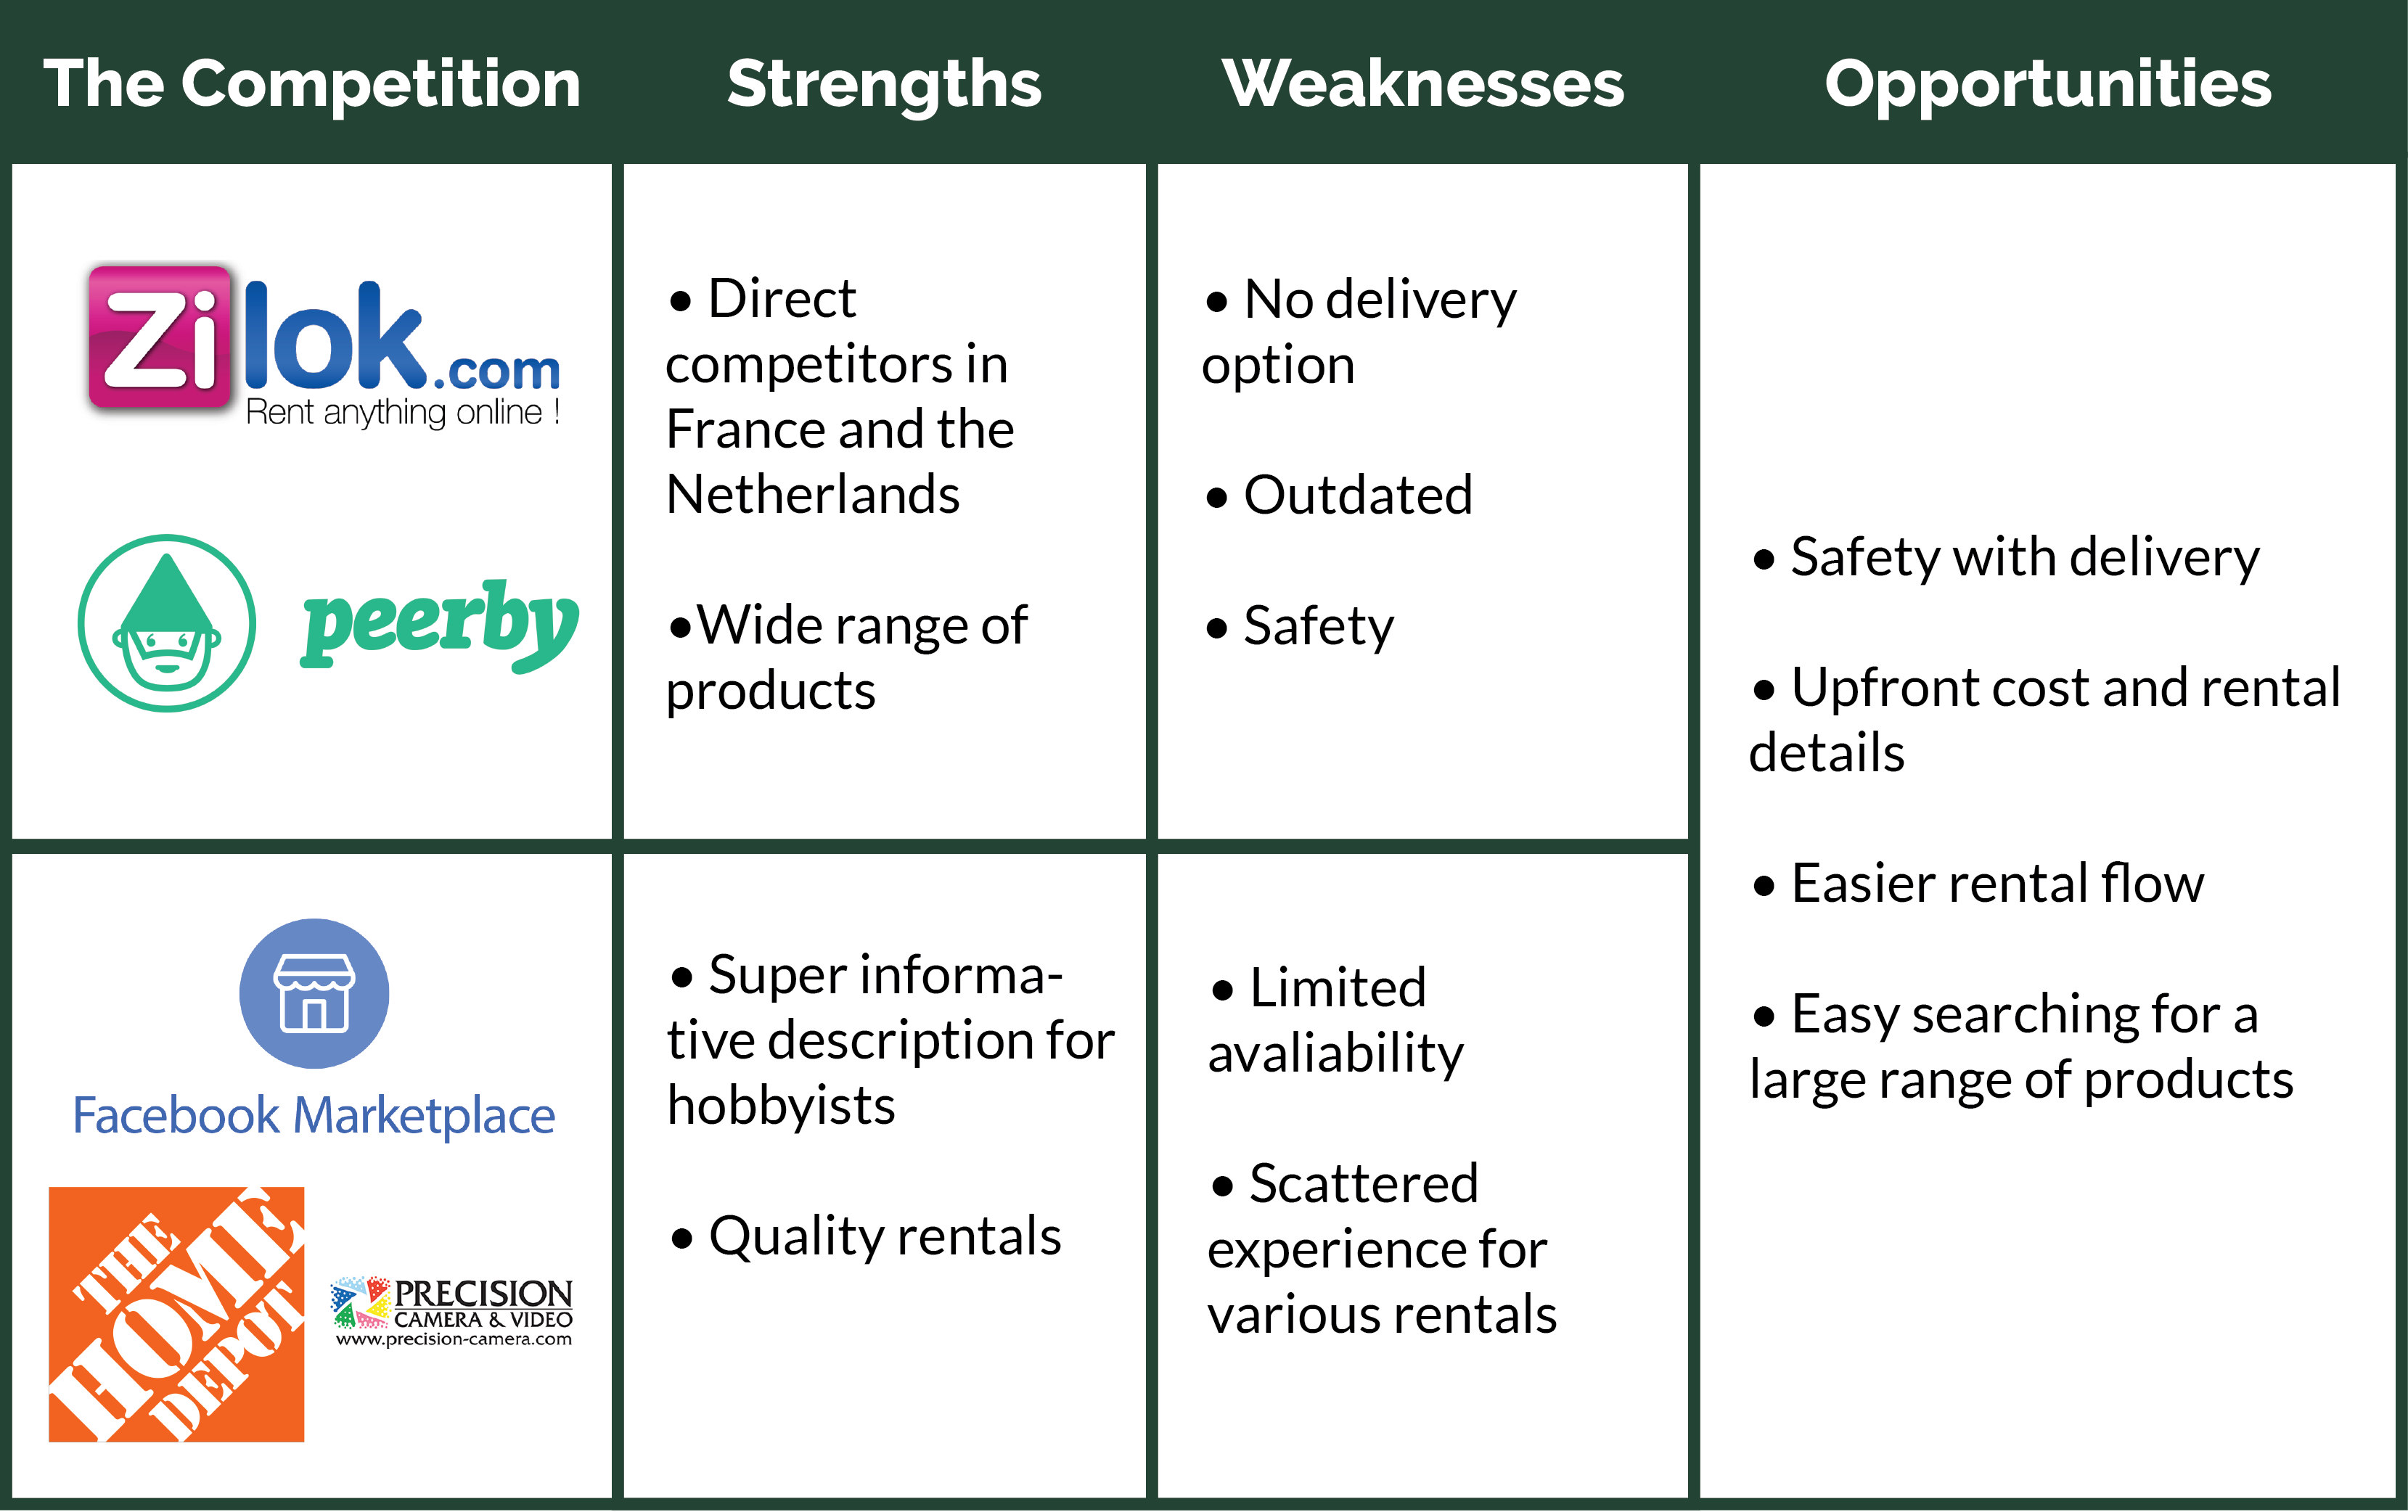 The Competition
Strengths
Weaknesses
Opportunities
Zilok.com
Rent anything online !
peerby
• Direct
competitors in
France and the
Netherlands
•Wide range of
products
• No delivery
option
• Outdated
• Safety
• Safety with delivery
• Upfront cost and rental
details
• Easier rental flow
• Easy searching for a
large range of products
Facebook Marketplace
THE
HOME
DEPOT
PRECISION
CAMERA & VIDEO
www.precision-camera.com
• Super informa-
tive description for
hobbyists
• Quality rentals
• Limited
avaliability
• Scattered
experience for
various rentals